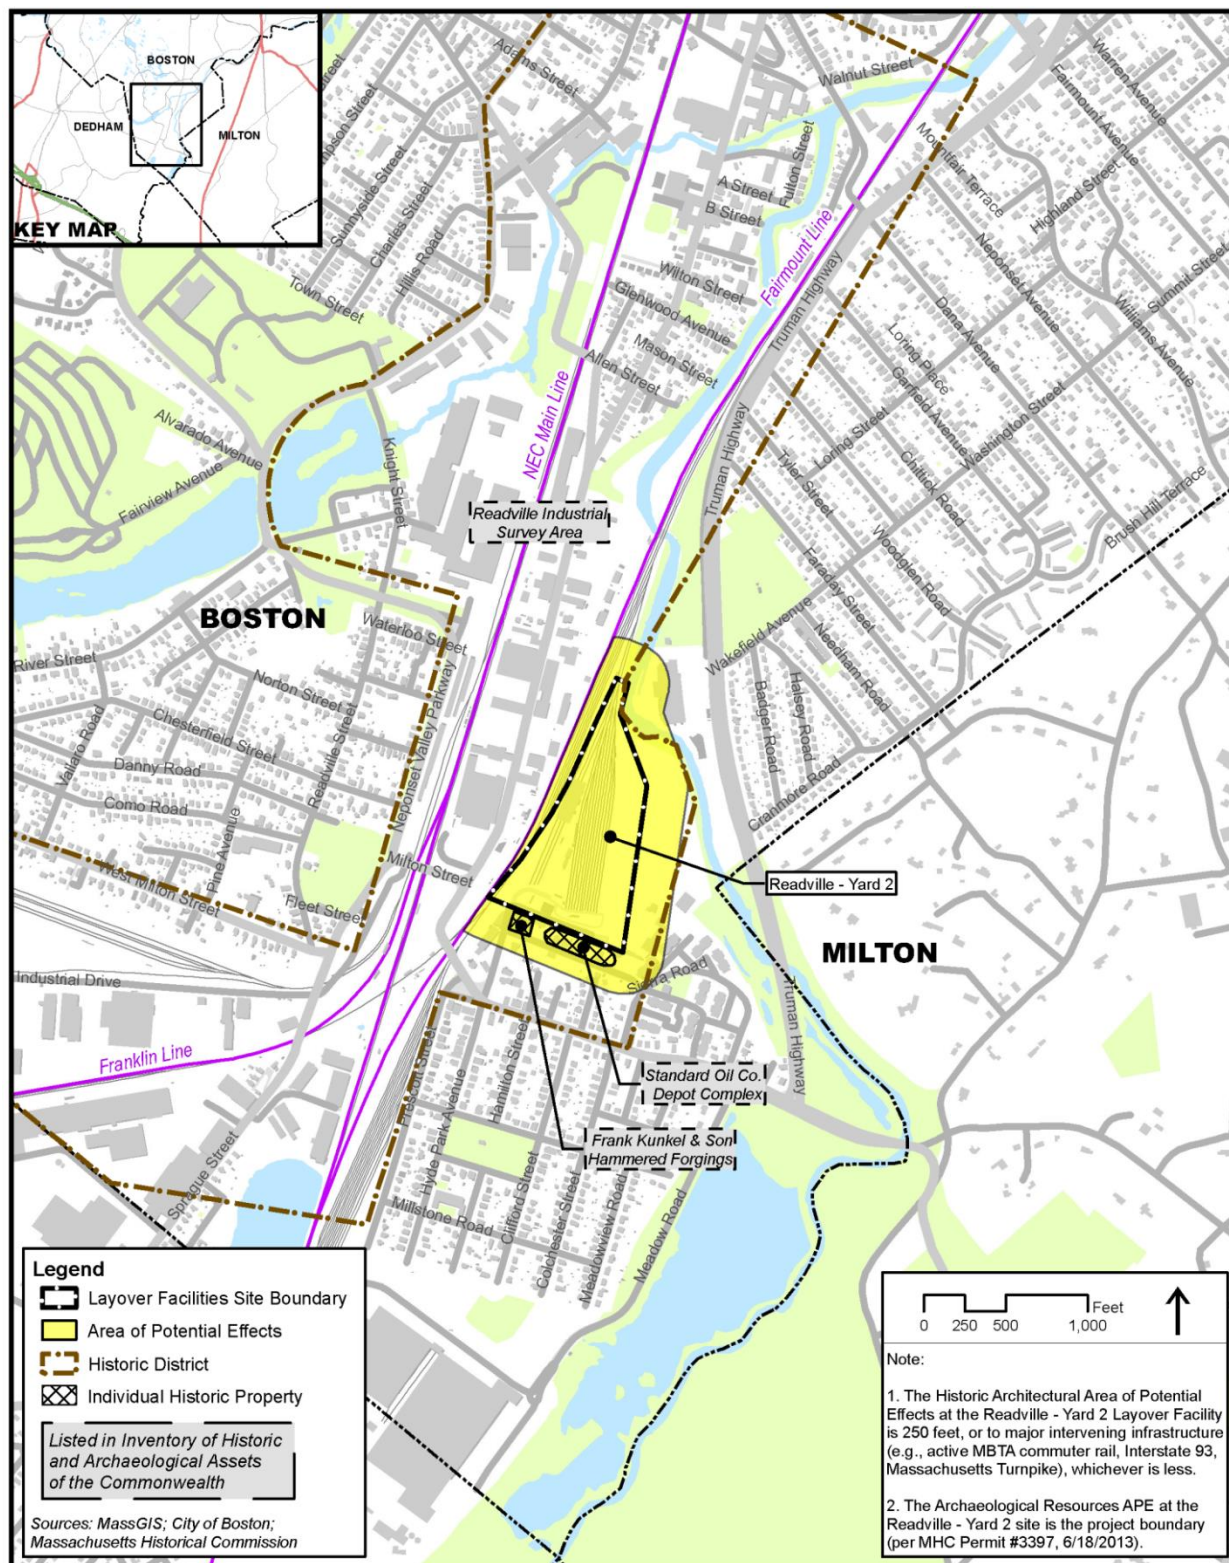 BOSTON
DEDHAM
MILTON
KEY MAP
Adams Street
Walnut Street
Warren Avenue
Fairmount Avenue
Sunnyside Street
Charles Street
Hillis Road
Town Street
A Street
B Street
Fulton Street
Mountfair Terrace
Highland Street
Neponset Avenue
Summit Street
Williams Avenue
Wilton Street
Glenwood Avenue
Mason Street
Allen Street
Fairmount Line
Truman Highway
NEC Main Line
Dana Avenue
Loring Place
Garfield Avenue
Washington Street
Loring Street
Chittick Road
Tyler Street
Truman Highway
Alvarado Avenue
Fairview Avenue
Knight Street
Readville Industrial
Survey Area
Woodglen Road
Brush Hill Terrace
Faraday Street
Needham Road
Wakefield Avenue
Halsey Road
Badger Road
Cranmore Road
BOSTON
River Street
Waterloo Street
Norton Street
Chesterfield Street
Vallaro Road
Danny Road
Como Road
Readville Street
Neponset Valley Parkway
Pine Avenue
West Milton Street
Fleet Street
Milton Street
Readville - Yard 2
MILTON
Industrial Drive
Sierra Road
Truman Highway
Franklin Line
Prescott Street
Hyde Park Avenue
Hamilton Street
Standard Oil Co.
Depot Complex
Frank Kunkel & Son
Hammered Forgings
Sprague Street
Millstone Road
Clifford Street
Colchester Street
Meadowview Road
Meadow Road
Legend
Layover Facilities Site Boundary
Area of Potential Effects
Historic District
Individual Historic Property
Listed in Inventory of Historic
and Archaeological Assets
of the Commonwealth
Sources: MassGIS; City of Boston;
Massachusetts Historical Commission
Feet
0 250 500 1,000
Note:
1. The Historic Architectural Area of Potential
Effects at the Readville - Yard 2 Layover Facility
is 250 feet, or to major intervening infrastructure
(e.g., active MBTA commuter rail, Interstate 93,
Massachusetts Turnpike), whichever is less.
2. The Archaeological Resources APE at the
Readville - Yard 2 site is the project boundary
(per MHC Permit #3397, 6/18/2013).